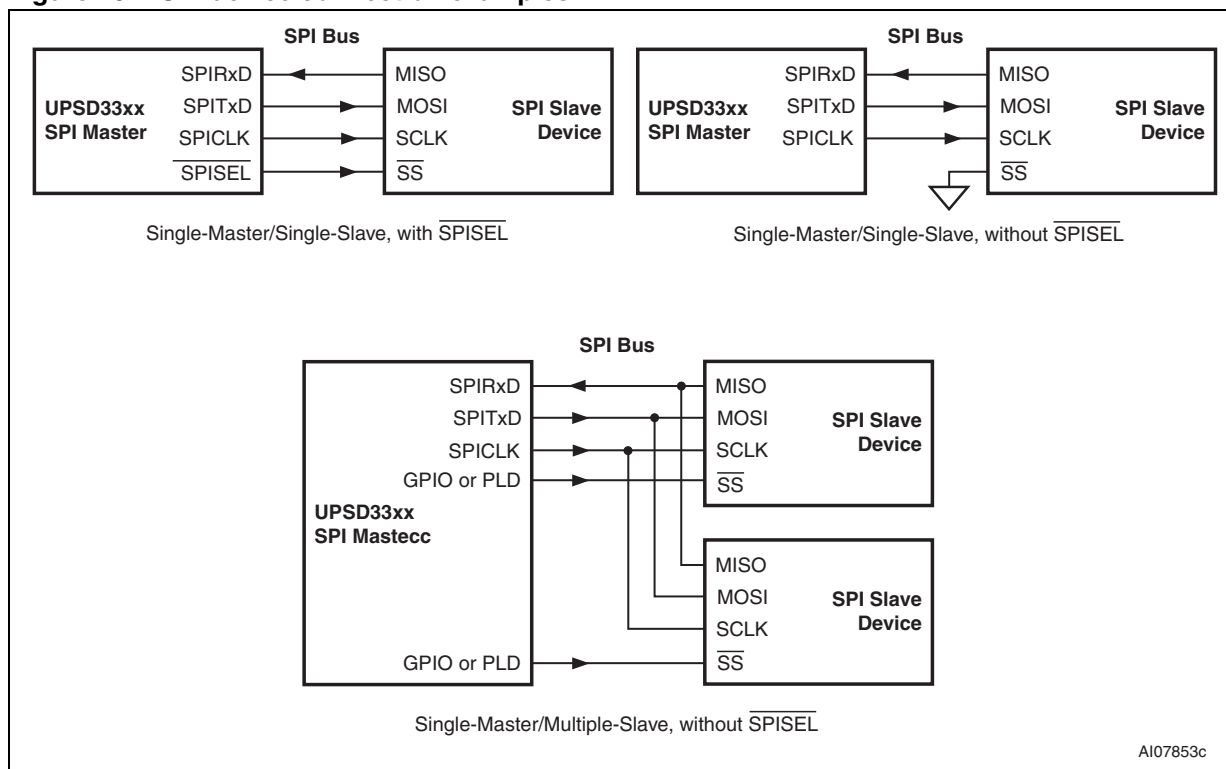 SPI Bus
SPIRxD
MISO
UPSD33xx
SPI Master
SPITxD
MOSI
SPI Slave
Device
SPICLK
SCLK
SPISEL
SS
Single-Master/Single-Slave, with SPISEL
SPI Bus
SPIRxD
MISO
UPSD33xx
SPI Master
SPITxD
MOSI
SPI Slave
Device
SPICLK
SCLK
SS
Single-Master/Single-Slave, without SPISEL
SPI Bus
SPIRxD
MISO
SPITxD
MOSI
SPI Slave
Device
SPICLK
SCLK
GPIO or PLD
SS
UPSD33xx
SPI Mastecc
MISO
MOSI
SPI Slave
Device
SCLK
GPIO or PLD
SS
Single-Master/Multiple-Slave, without SPISEL
AI07853c